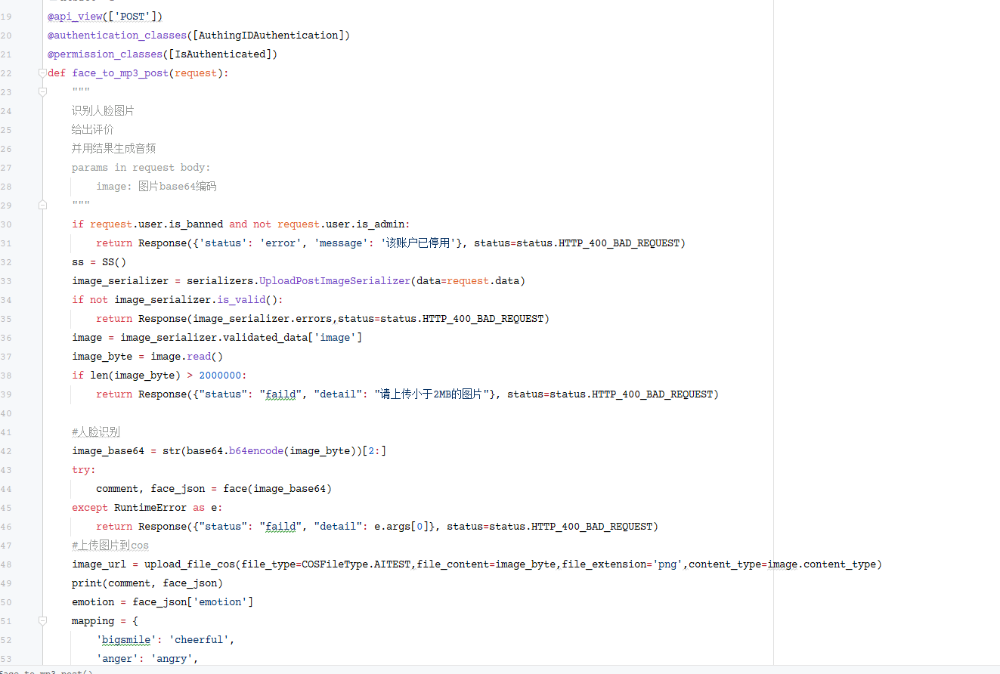 19 @api_view(['POST'])
20 @authentication_classes([AuthingIDAuthentication])
21 @permission_classes([IsAuthenticated])
22 def face_to_mp3_post(request):
23 """
24 识别人脸图片
25 给出评价
26 并用结果生成音频
27 params in request body:
28 image: 图片base64编码
29 """
30 if request.user.is_banned and not request.user.is_admin:
31 return Response({'status': 'error', 'message': '该账户已停用'}, status=status.HTTP_400_BAD_REQUEST)
32 ss = SS()
33 image_serializer = serializers.UploadPostImageSerializer(data=request.data)
34 if not image_serializer.is_valid():
35 return Response(image_serializer.errors,status=status.HTTP_400_BAD_REQUEST)
36 image = image_serializer.validated_data['image']
37 image_byte = image.read()
38 if len(image_byte) > 2000000:
39 return Response({"status": "faild", "detail": "请上传小于2MB的图片"}, status=status.HTTP_400_BAD_REQUEST)
40
41 #人脸识别
42 image_base64 = str(base64.b64encode(image_byte))[2:]
43 try:
44 comment, face_json = face(image_base64)
45 except RuntimeError as e:
46 return Response({"status": "faild", "detail": e.args[0]}, status=status.HTTP_400_BAD_REQUEST)
47 #上传图片到cos
48 image_url = upload_file_cos(file_type=COSFileType.AITEST,file_content=image_byte,file_extension='png',content_type=image.content_type)
49 print(comment, face_json)
50 emotion = face_json['emotion']
51 mapping = {
52 'bigsmile': 'cheerful',
53 'anger': 'angry',